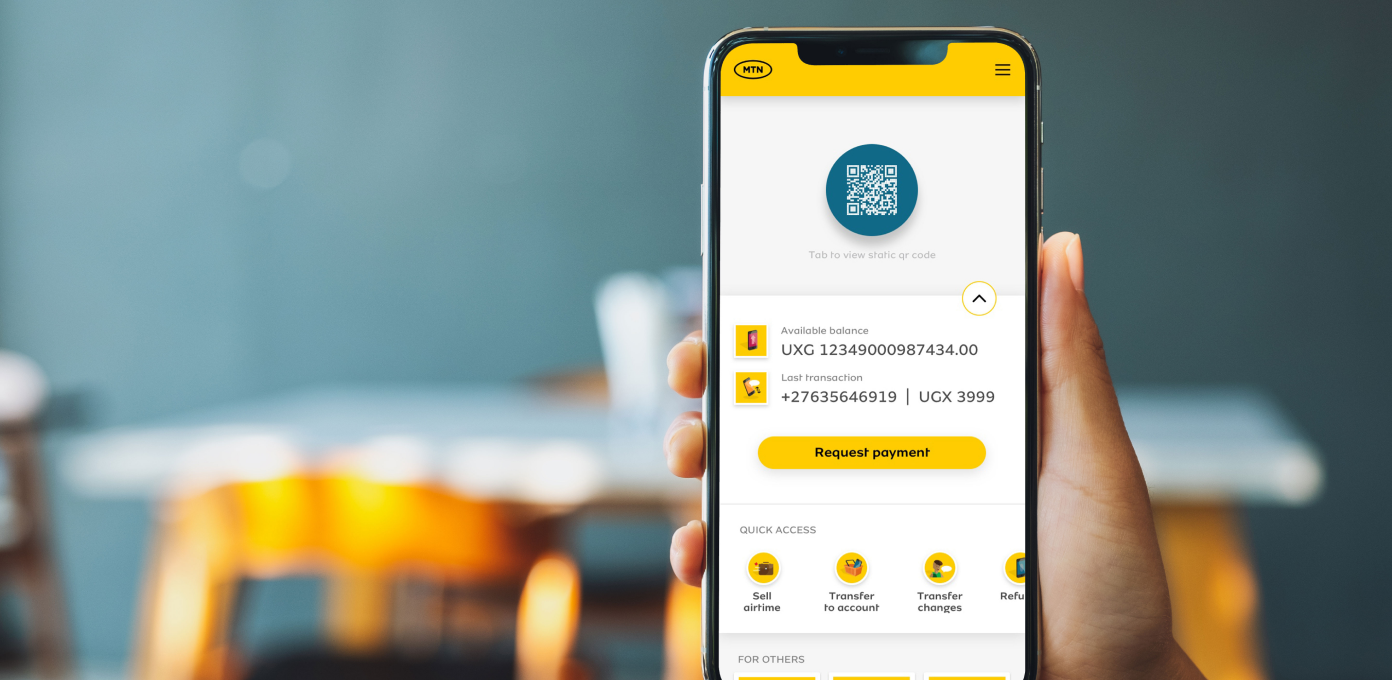 MTN
Tab to view static qr code
Available balance
UXG 12349000987434.00
Last transaction
+27635646919 | UGX 3999
Request payment
QUICK ACCESS
Sell
airtime
Transfer
to account
Transfer
changes
Refu
FOR OTHERS